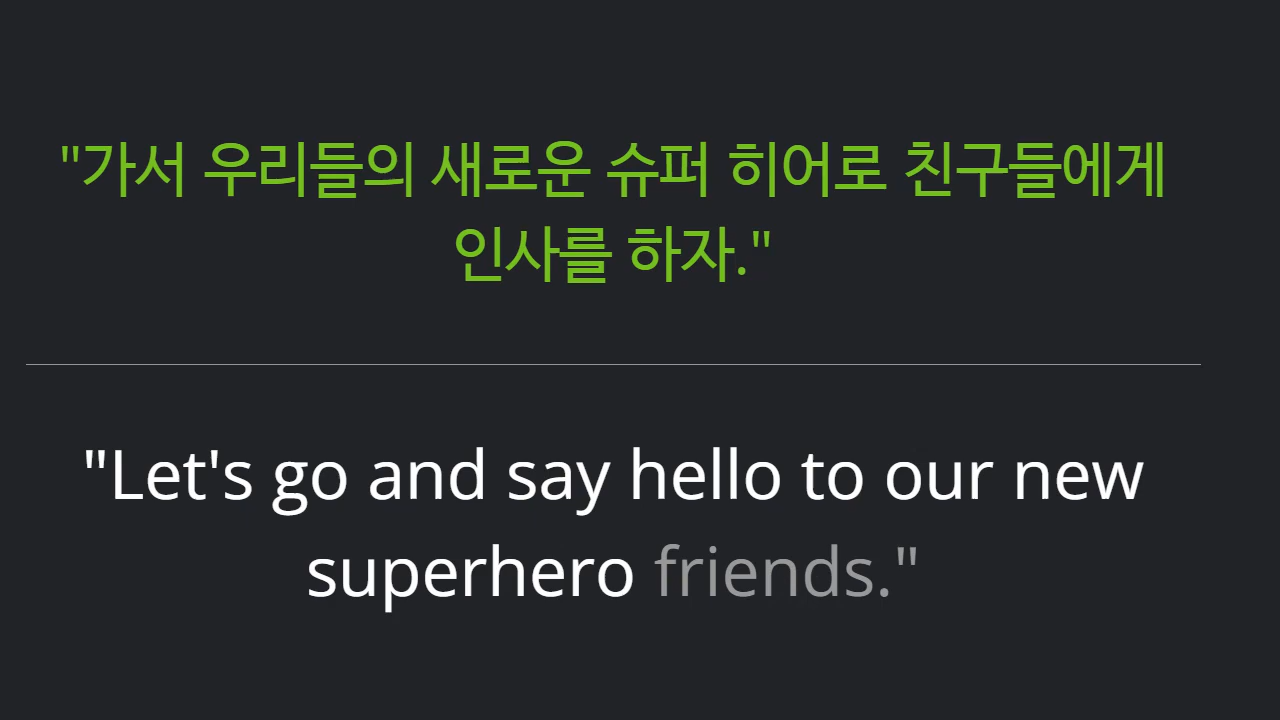 "가서 우리들의 새로운 슈퍼 히어로 친구들에게
인사를 하자."
"Let's go and say hello to our new
superhero friends."